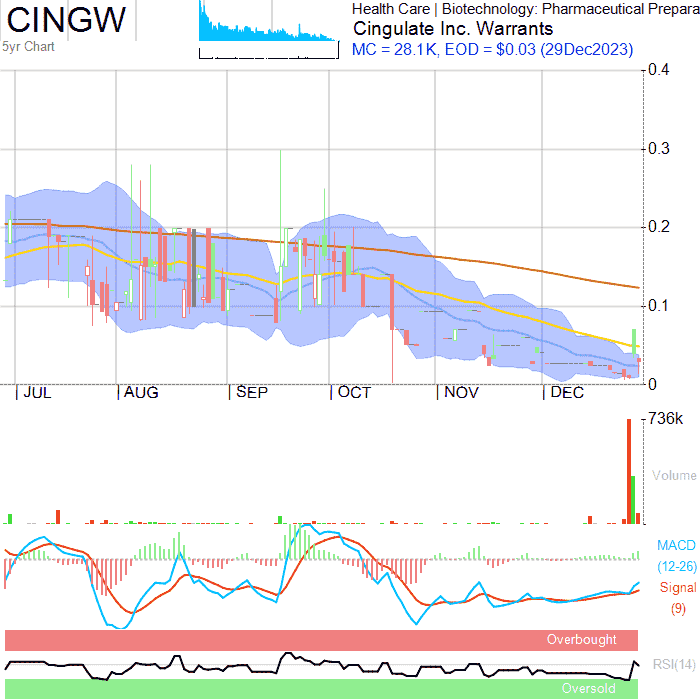 CINGW
Health Care | Biotechnology: Pharmaceutical Prepara
5yr Chart
Cingulate Inc. Warrants
MC = 28.1K, EOD = $0.03 (29Dec2023)
0.4
0.3
0.2
0.1
0
JUL AUG SEP OCT NOV DEC
736k
Volume
MACD
(12-26)
Signal
(9)
Overbought
RSI(14)
Oversold